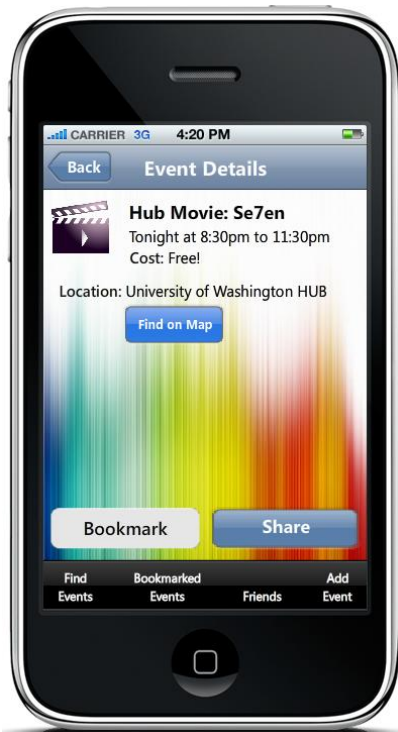 CARRIER 3G 4:20 PM
Back Event Details
Hub Movie: Se7en
Tonight at 8:30pm to 11:30pm
Cost: Free!
Location: University of Washington HUB
Find on Map
Bookmark Share
Find Events Bookmarked Events Friends Add Event